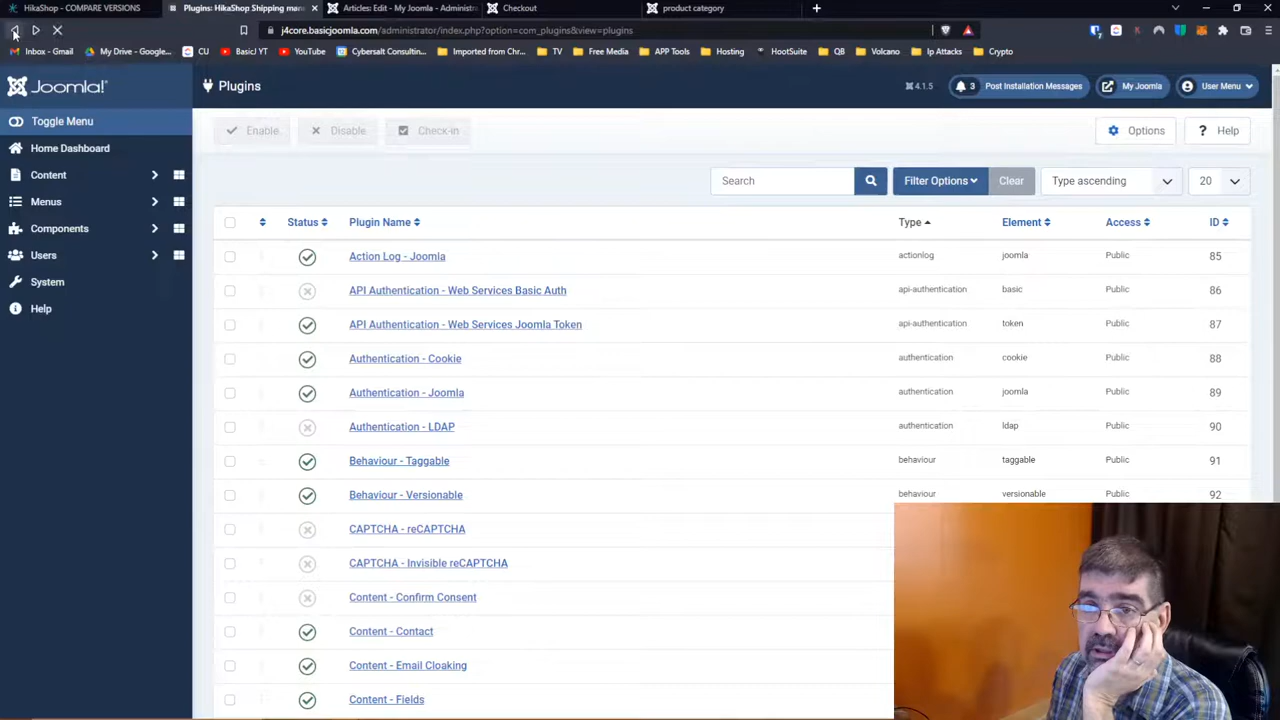 HikaShop - COMPARE VERSIONS
Plugins: HikaShop Shipping man
Articles: Edit - My Joomla - Administ
Checkout
product category
j4core.basicjoomla.com/administrator/index.php?option=com_plugins&view=plugins
Inbox - Gmail
My Drive - Google...
CU
BasicJ YT
YouTube
Cybersalt Consulting...
Imported from Chr...
TV
Free Media
APP Tools
Hosting
HootSuite
QB
Volcano
Ip Attacks
Crypto
Joomla!
Plugins
4.1.5
3 Post Installation Messages
My Joomla
User Menu
Toggle Menu
Home Dashboard
Content
Menus
Components
Users
System
Help
Enable
Disable
Check-in
Options
? Help
Search
Filter Options
Clear
Type ascending
20
Status Plugin Name Type Element Access ID
Action Log - Joomla actionlog joomla Public 85
API Authentication - Web Services Basic Auth api-authentication basic Public 86
API Authentication - Web Services Joomla Token api-authentication token Public 87
Authentication - Cookie authentication cookie Public 88
Authentication - Joomla authentication joomla Public 89
Authentication - LDAP authentication ldap Public 90
Behaviour - Taggable behaviour taggable Public 91
Behaviour - Versionable behaviour versionable Public 92
CAPTCHA - reCAPTCHA
CAPTCHA - Invisible reCAPTCHA
Content - Confirm Consent
Content - Contact
Content - Email Cloaking
Content - Fields